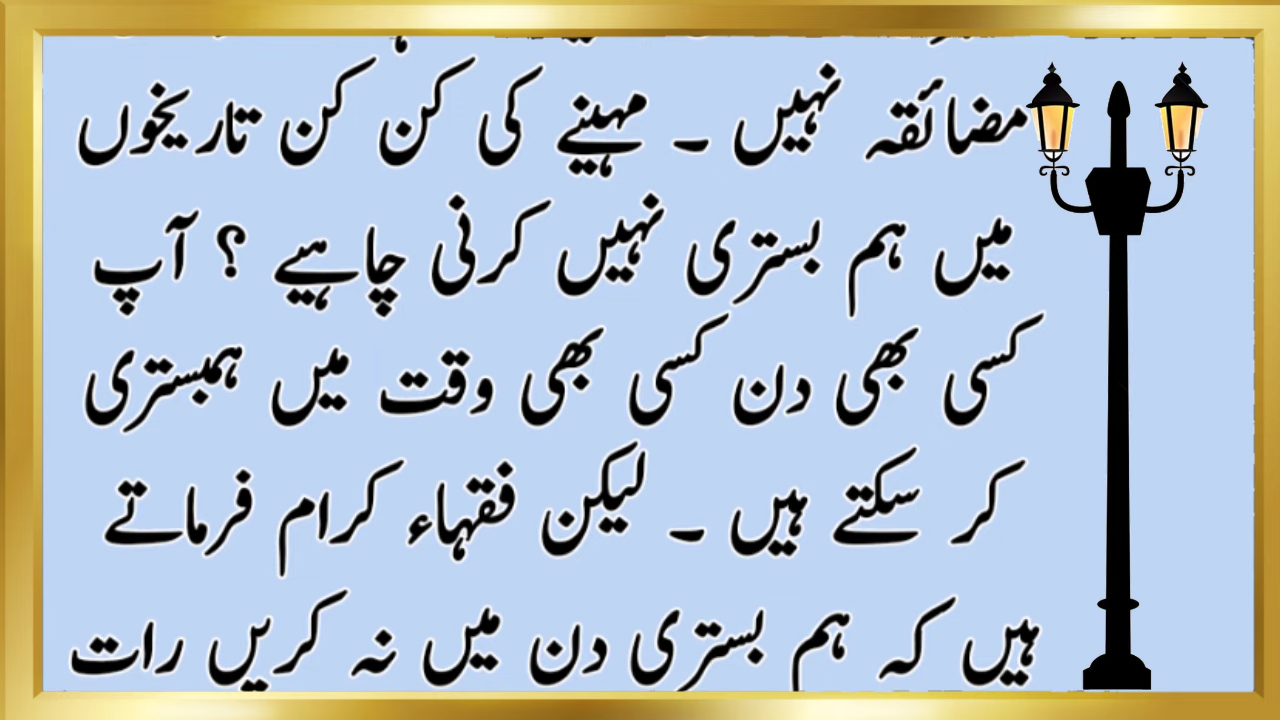 مضائقہ نہیں ۔ مہینے کی کن کن تاریخوں
میں ہم بستری نہیں کرنی چاہیے ؟ آپ
کسی بھی دن کسی بھی وقت میں ہمبستری
کر سکتے ہیں ۔ لیکن فقہاء کرام فرماتے
ہیں کہ ہم بستری دن میں نہ کریں رات